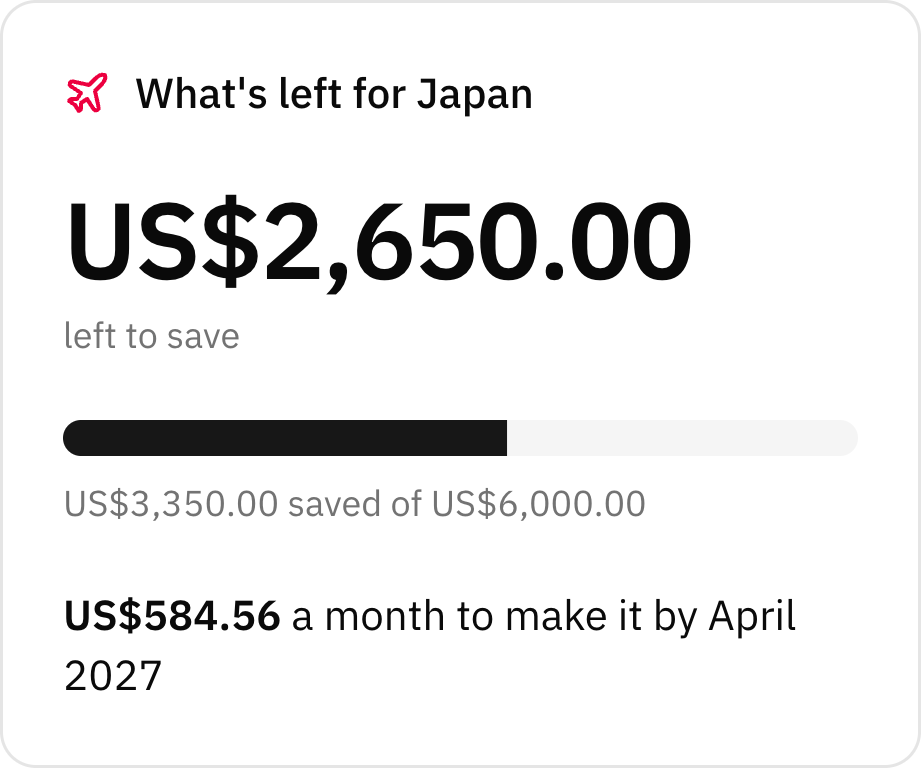 What's left for Japan
US$2,650.00
left to save
US$3,350.00 saved of US$6,000.00
US$584.56 a month to make it by April
2027